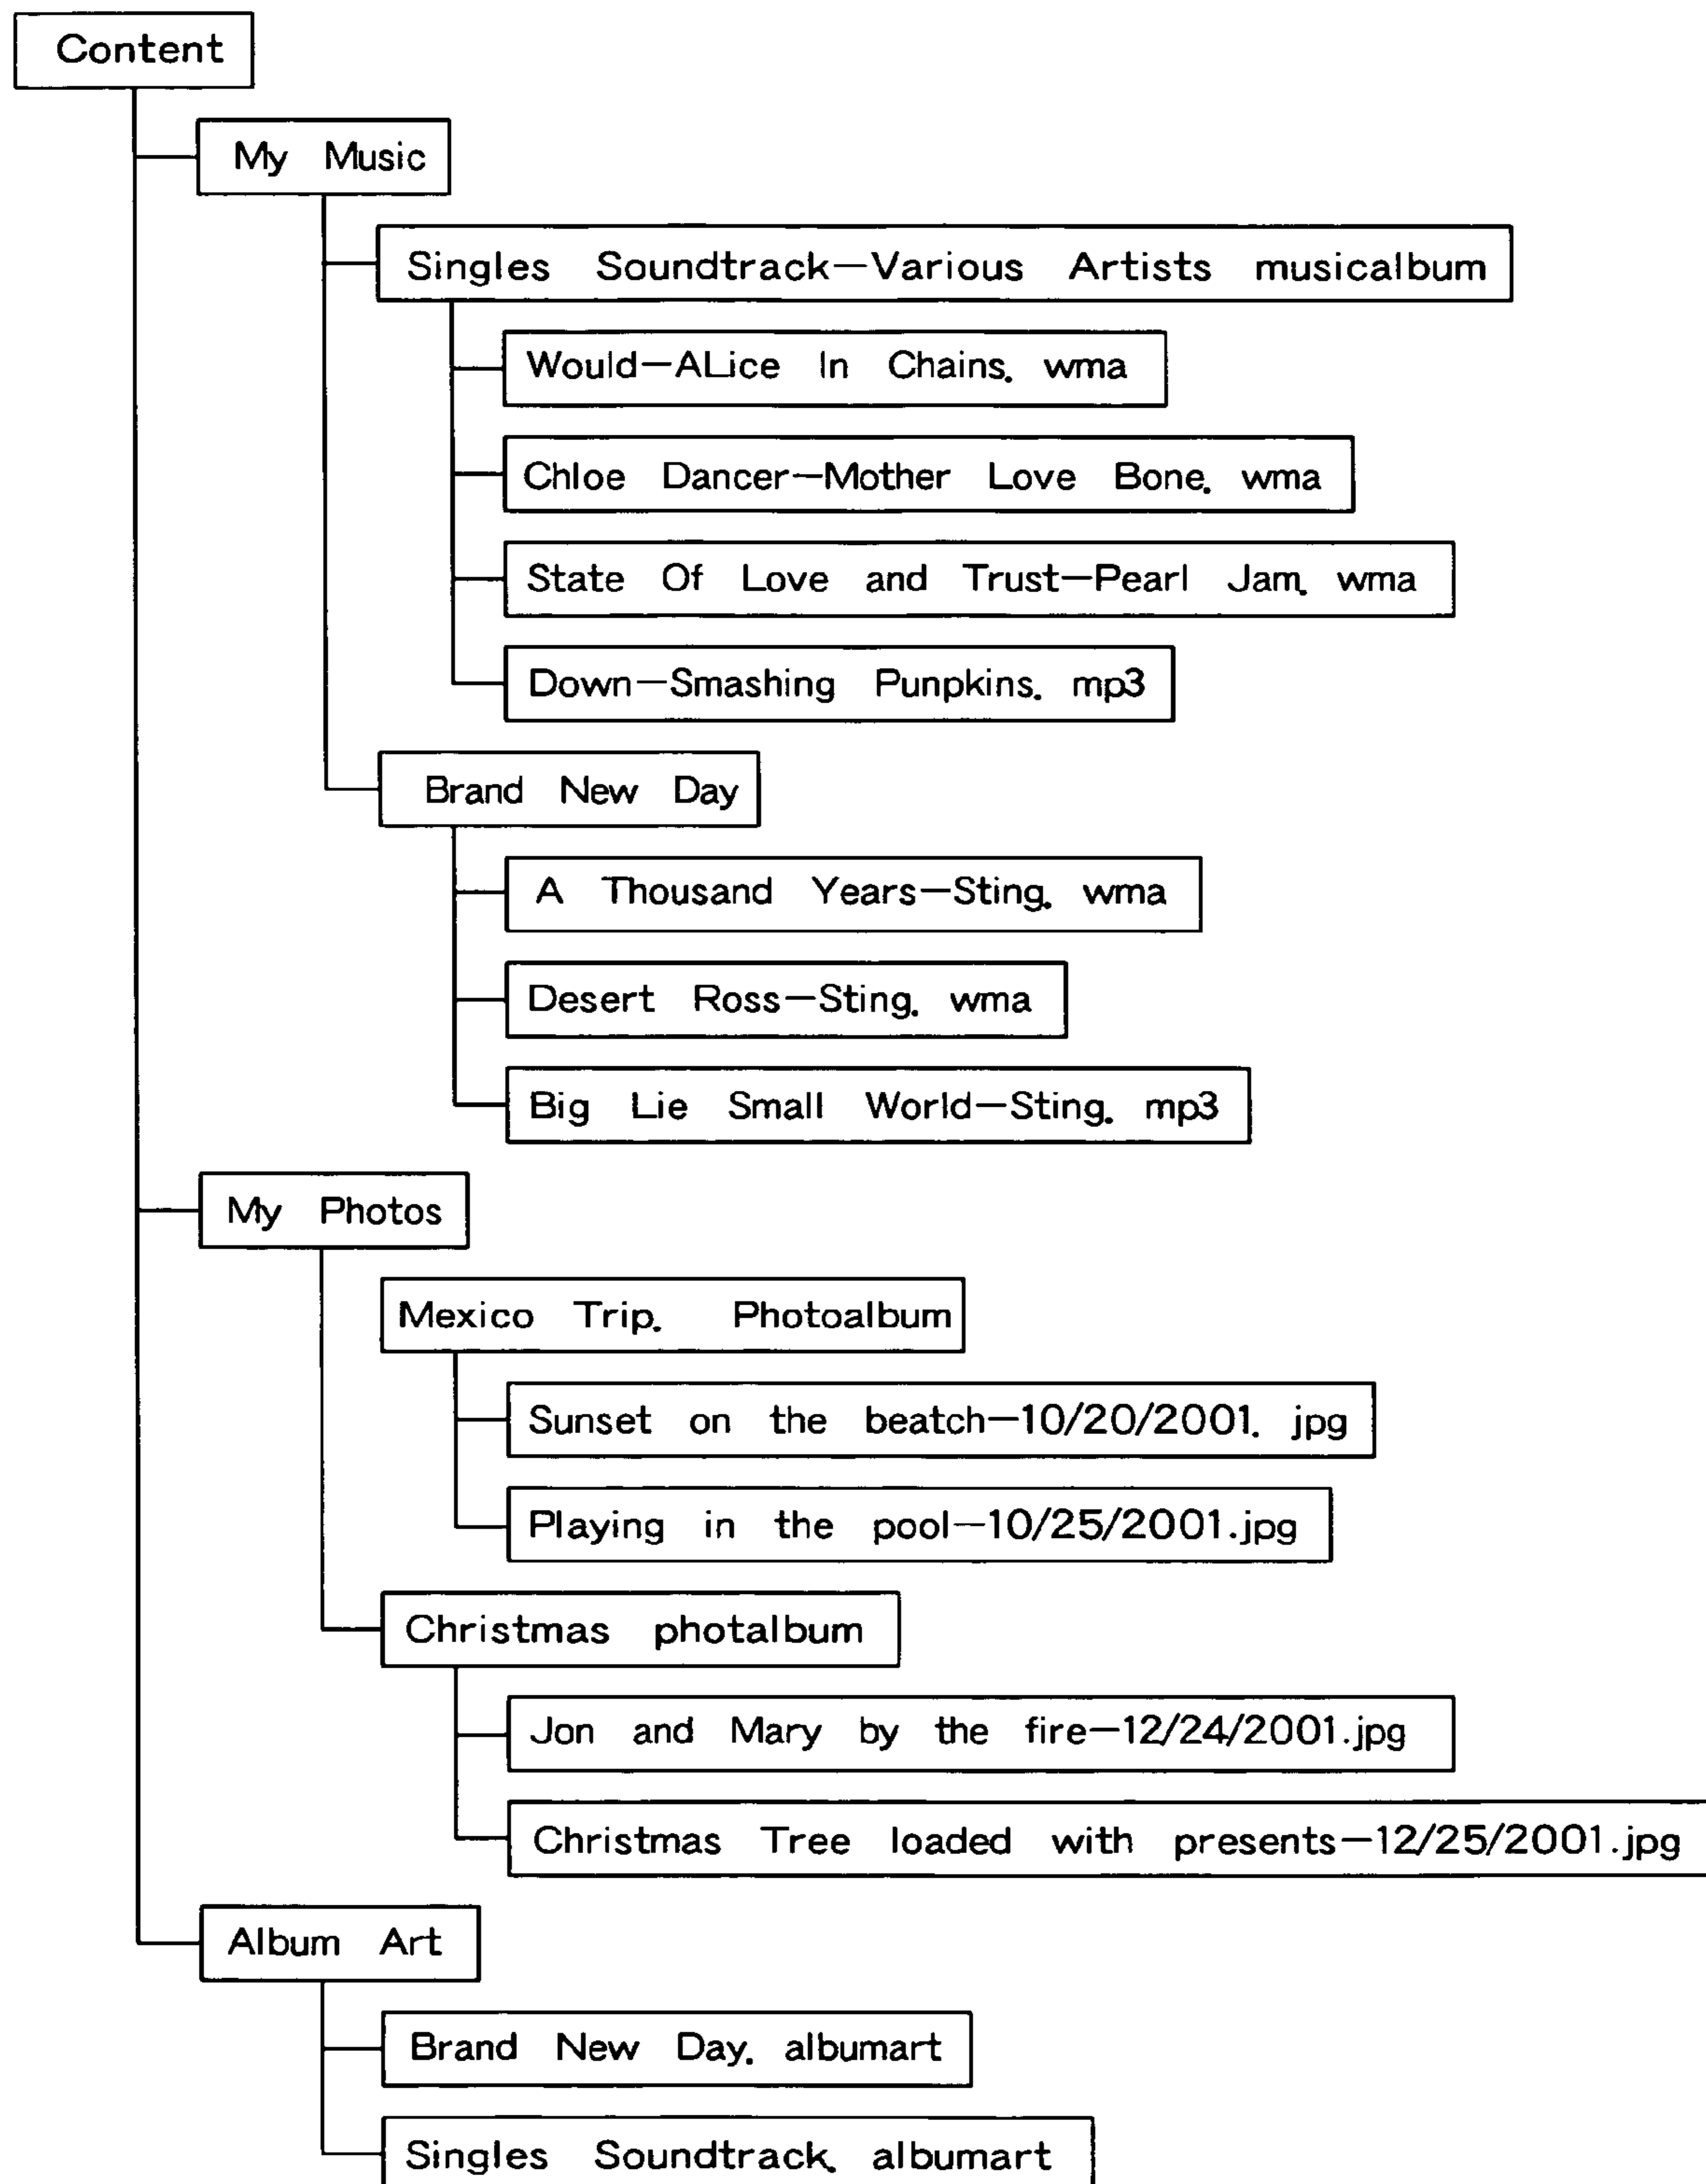 Content
My Music
Singles Soundtrack—Various Artists musicalbum
Would—ALice In Chains. wma
Chloe Dancer—Mother Love Bone. wma
State Of Love and Trust—Pearl Jam. wma
Down—Smashing Punpkins. mp3
Brand New Day
A Thousand Years—Sting. wma
Desert Ross—Sting. wma
Big Lie Small World—Sting. mp3
My Photos
Mexico Trip. Photoalbum
Sunset on the beatch—10/20/2001. jpg
Playing in the pool—10/25/2001.jpg
Christmas photalbum
Jon and Mary by the fire—12/24/2001.jpg
Christmas Tree loaded with presents—12/25/2001.jpg
Album Art
Brand New Day. albumart
Singles Soundtrack. albumart